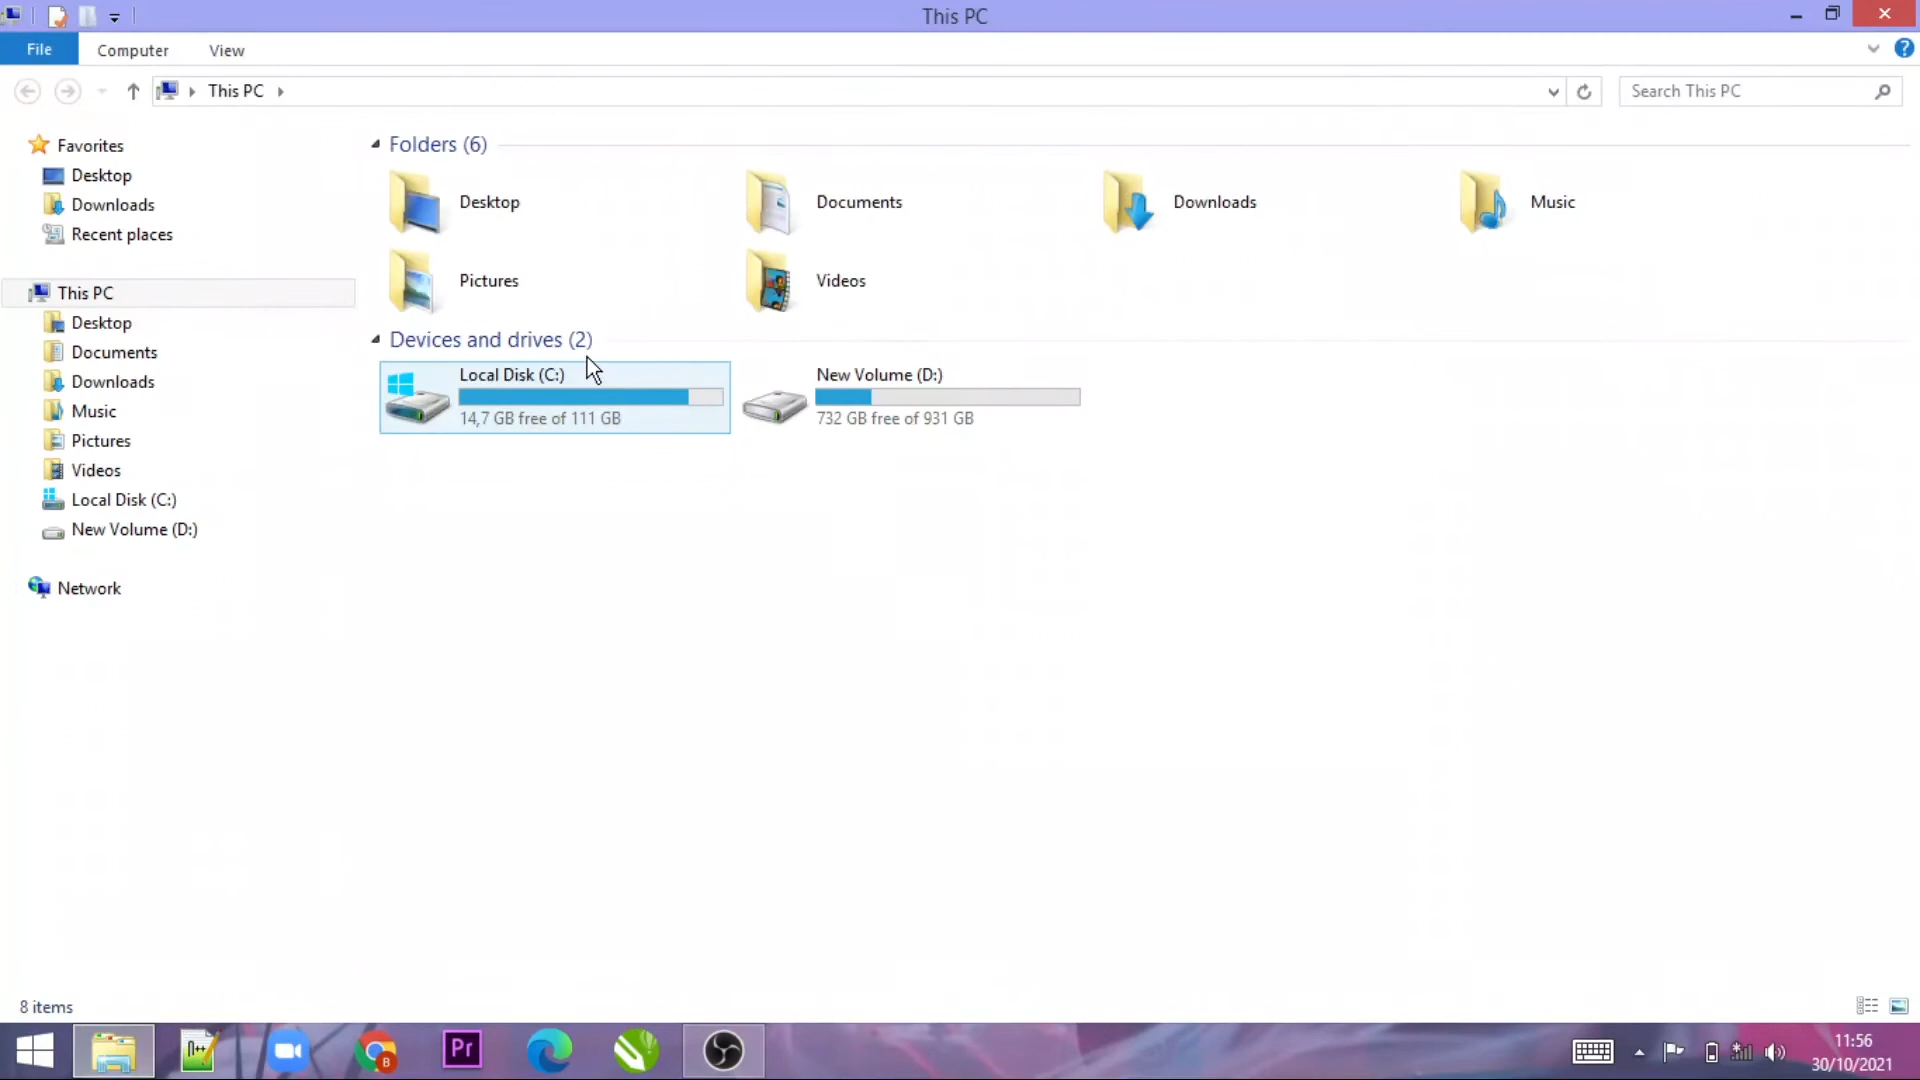 This PC
File
Computer
View
This PC
Search This PC
Favorites
Desktop
Downloads
Recent places
This PC
Desktop
Documents
Downloads
Music
Pictures
Videos
Local Disk (C:)
New Volume (D:)
Network
Folders (6)
Desktop
Documents
Downloads
Music
Pictures
Videos
Devices and drives (2)
Local Disk (C:)
14,7 GB free of 111 GB
New Volume (D:)
732 GB free of 931 GB
8 items
n++
B
Pr
11:56
30/10/2021